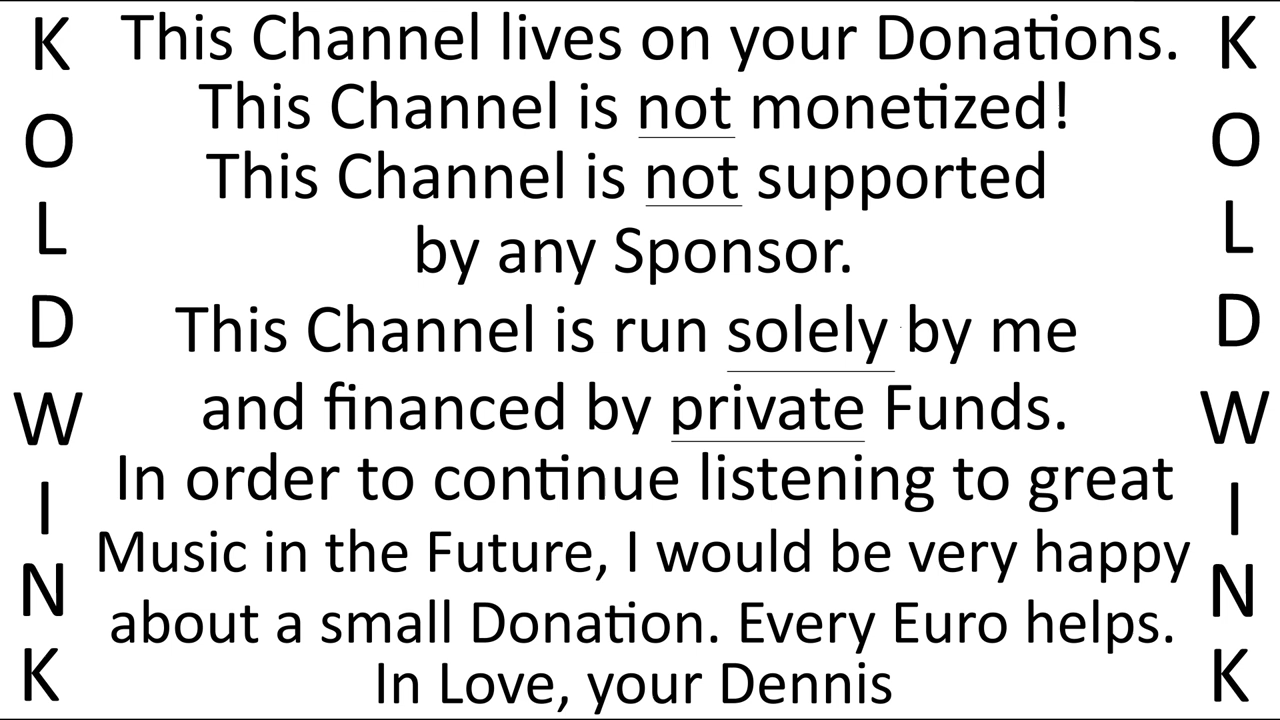 KOLDWINK
This Channel lives on your Donations.
This Channel is not monetized!
This Channel is not supported
by any Sponsor.
This Channel is run solely by me
and financed by private Funds.
In order to continue listening to great
Music in the Future, I would be very happy
about a small Donation. Every Euro helps.
In Love, your Dennis
KOLDWINK